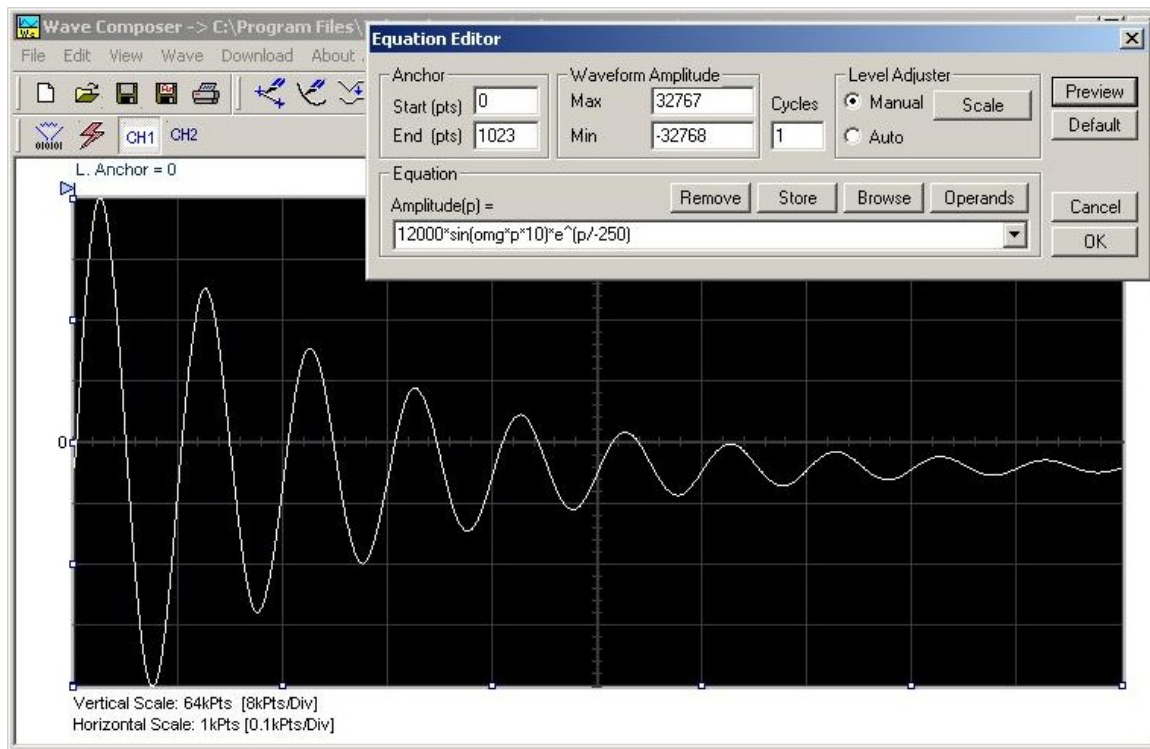 Wave Composer -> C:\Program Files\
File Edit View Wave Download About
CH1 CH2
L. Anchor = 0
0
Vertical Scale: 64kPts [8kPts/Div]
Horizontal Scale: 1kPts [0.1kPts/Div]
Equation Editor
Anchor
Start (pts) 0
End (pts) 1023
Waveform Amplitude
Max 32767
Min -32768
Cycles
1
Level Adjuster
Manual Scale
Auto
Preview
Default
Equation
Remove Store Browse Operands
Amplitude(p) =
12000*sin(omg*p*10)*e^(p/-250)
Cancel
OK